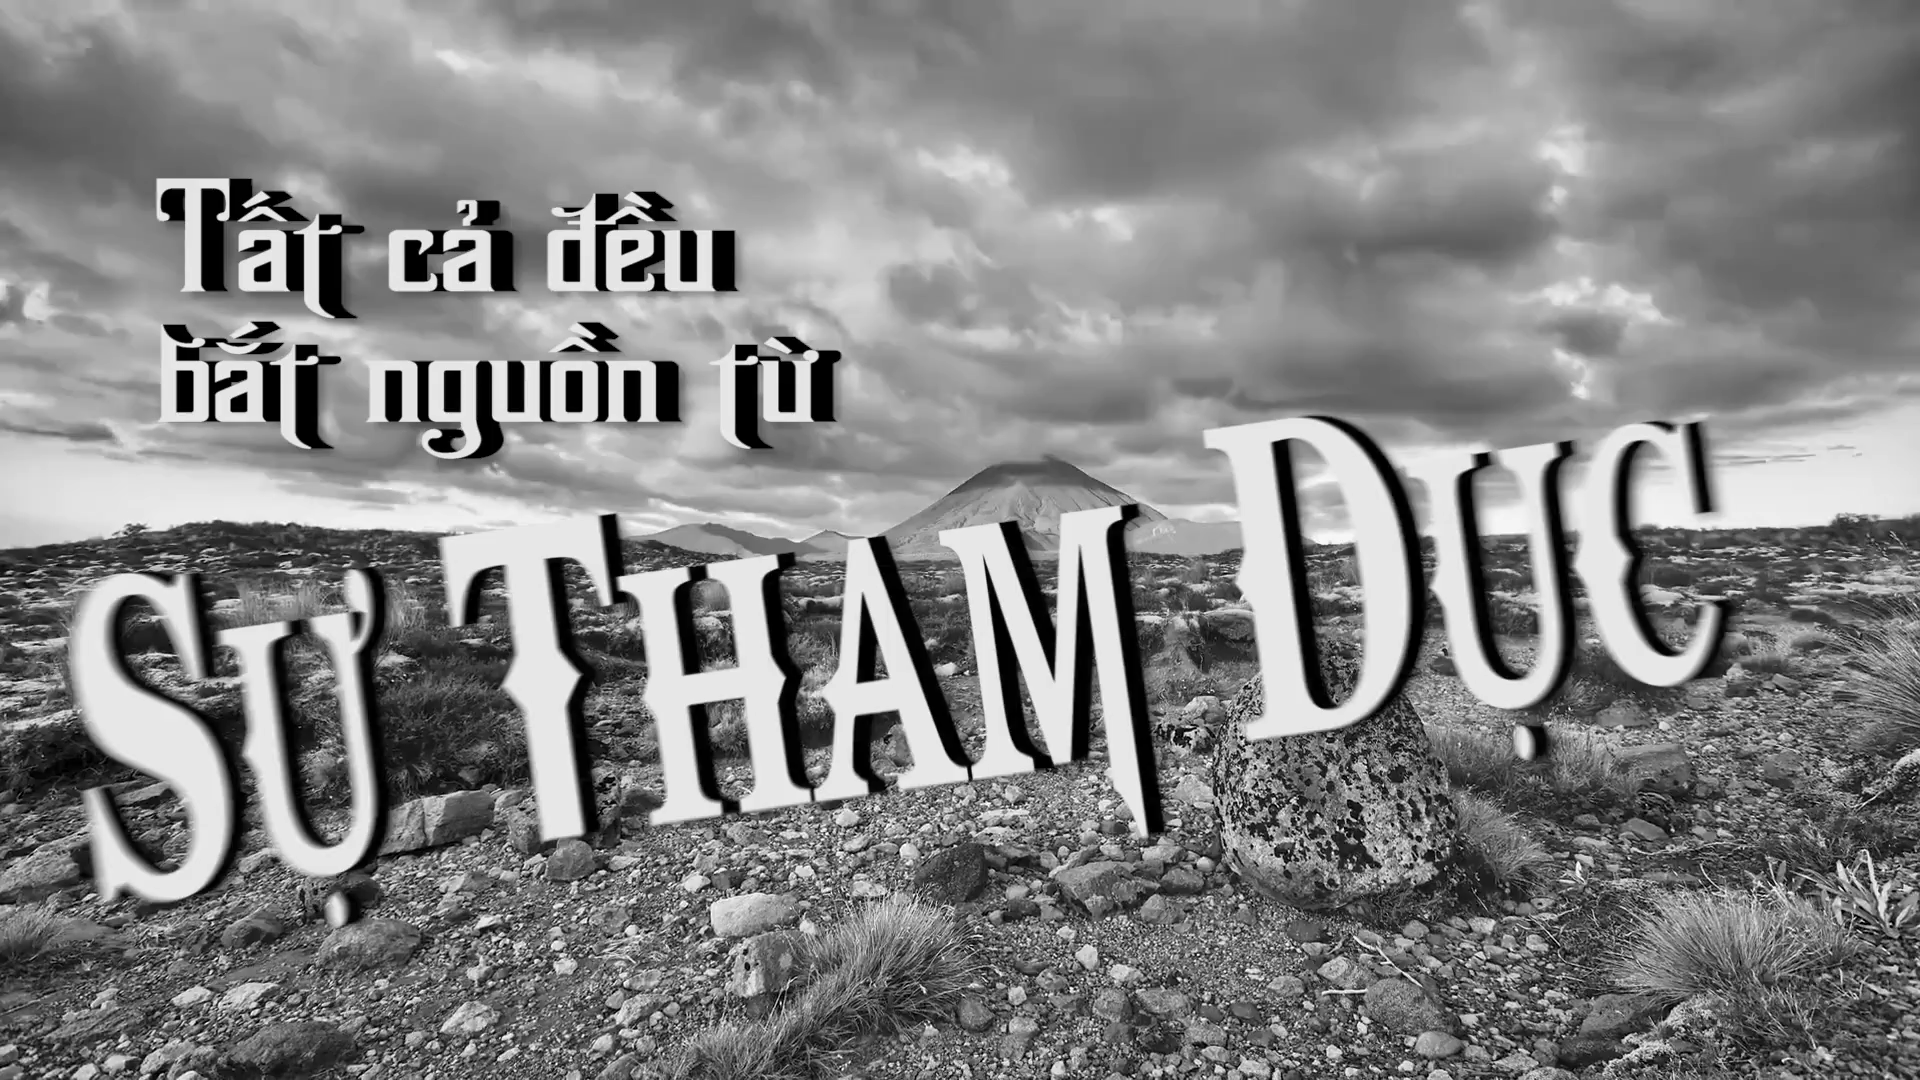 Tất cả đều
bắt nguồn từ
Sự Tham Dục